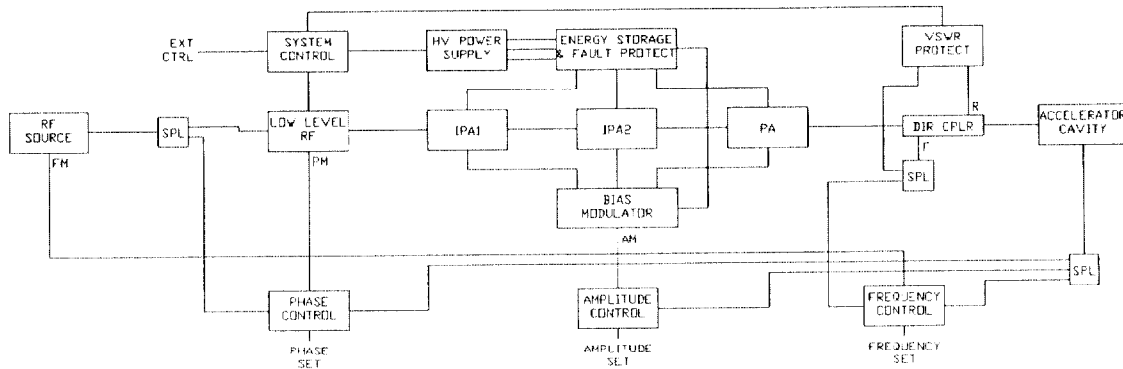 EXT
CTRL
SYSTEM
CONTROL
HV POWER
SUPPLY
ENERGY STORAGE
& FAULT PROTECT
VSWR
PROTECT
RF
SOURCE
FM
SPL
LOW LEVEL
RF
PM
IPA1
IPA2
PA
R
DIR CPLR
F
SPL
ACCELERATOR
CAVITY
BIAS
MODULATOR
AM
SPL
PHASE
CONTROL
AMPLITUDE
CONTROL
FREQUENCY
CONTROL
PHASE
SET
AMPLITUDE
SET
FREQUENCY
SET